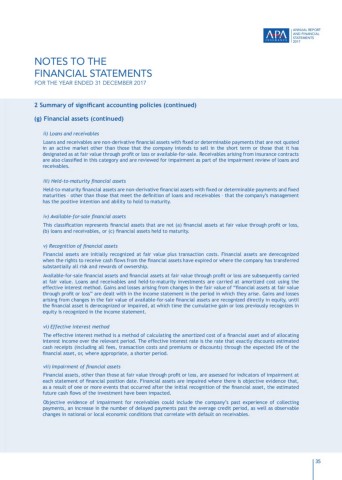 APA
ANNUAL REPORT
AND FINANCIAL
STATEMENTS
2017
NOTES TO THE
FINANCIAL STATEMENTS
FOR THE YEAR ENDED 31 DECEMBER 2017
2 Summary of significant accounting policies (continued)
(g) Financial assets (continued)
ii) Loans and receivables
Loans and receivables are non-derivative financial assets with fixed or determinable payments that are not quoted
in an active market other than those that the company intends to sell in the short term or those that it has
designated as at fair value through profit or loss or available-for-sale. Receivables arising from insurance contracts
are also classified in this category and are reviewed for impairment as part of the impairment review of loans and
receivables.
iii) Held-to-maturity financial assets
Held-to-maturity financial assets are non-derivative financial assets with fixed or determinable payments and fixed
maturities – other than those that meet the definition of loans and receivables – that the company's management
has the positive intention and ability to hold to maturity.
iv) Available-for-sale financial assets
This classification represents financial assets that are not (a) financial assets at fair value through profit or loss,
(b) loans and receivables, or (c) financial assets held to maturity.
v) Recognition of financial assets
Financial assets are initially recognized at fair value plus transaction costs. Financial assets are derecognized
when the rights to receive cash flows from the financial assets have expired or where the company has transferred
substantially all risk and rewards of ownership.
Available-for-sale financial assets and financial assets at fair value through profit or loss are subsequently carried
at fair value. Loans and receivables and held-to-maturity investments are carried at amortized cost using the
effective interest method. Gains and losses arising from changes in the fair value of "financial assets at fair value
through profit or loss" are dealt with in the income statement in the period in which they arise. Gains and losses
arising from changes in the fair value of available-for-sale financial assets are recognized directly in equity, until
the financial asset is derecognized or impaired, at which time the cumulative gain or loss previously recognizes in
equity is recognized in the income statement.
vi) Effective interest method
The effective interest method is a method of calculating the amortized cost of a financial asset and of allocating
interest income over the relevant period. The effective interest rate is the rate that exactly discounts estimated
cash receipts (including all fees, transaction costs and premiums or discounts) through the expected life of the
financial asset, or, where appropriate, a shorter period.
vii) Impairment of financial assets
Financial assets, other than those at fair value through profit or loss, are assessed for indicators of impairment at
each statement of financial position date. Financial assets are impaired where there is objective evidence that,
as a result of one or more events that occurred after the initial recognition of the financial asset, the estimated
future cash flows of the investment have been impacted.
Objective evidence of impairment for receivables could include the company's past experience of collecting
payments, an increase in the number of delayed payments past the average credit period, as well as observable
changes in national or local economic conditions that correlate with default on receivables.
35